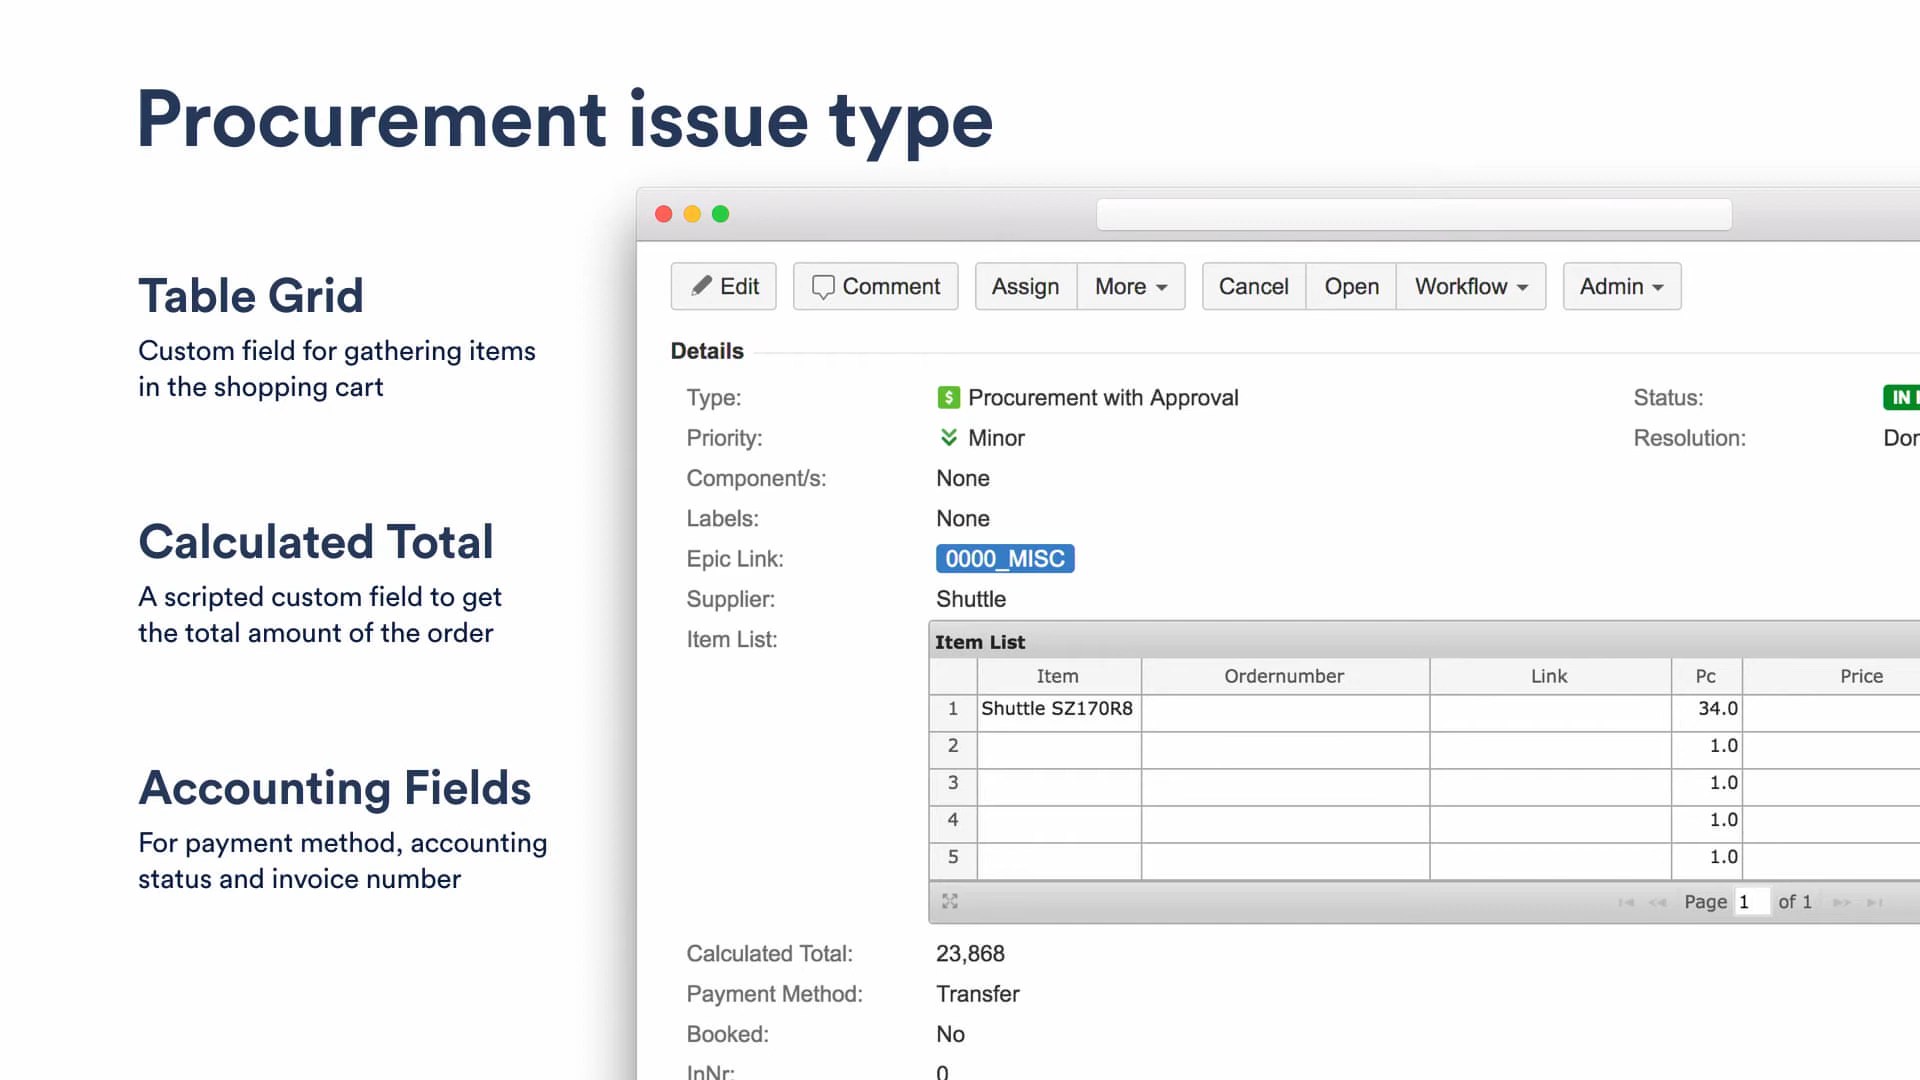 Procurement issue type
Table Grid
Custom field for gathering items
in the shopping cart
Calculated Total
A scripted custom field to get
the total amount of the order
Accounting Fields
For payment method, accounting
status and invoice number
Edit Comment Assign More Cancel Open Workflow Admin
Details
Type: $ Procurement with Approval Status: IN
Priority: Minor Resolution:
Component/s: None
Labels: None
Epic Link: 0000_MISC
Supplier: Shuttle
Item List:
Item List
Item Ordernumber Link Pc Price
1 Shuttle SZ170R8 34.0
2 1.0
3 1.0
4 1.0
5 1.0
Page 1 of 1
Calculated Total: 23,868
Payment Method: Transfer
Booked: No
InNr: 0